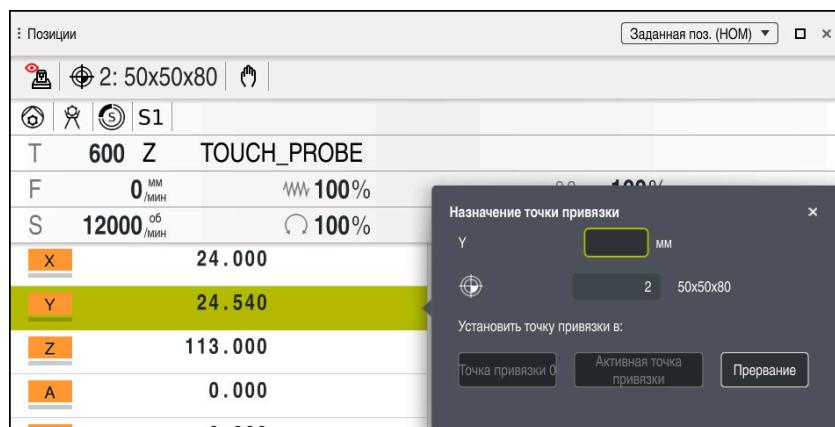 Позиции
Заданная поз. (НОМ)
2: 50x50x80
S S1
T 600 Z TOUCH_PROBE
F 0 мм/мин 100%
S 12000 об/мин 100%
X 24.000
Y 24.540
Z 113.000
A 0.000
Назначение точки привязки
Y мм
2 50x50x80
Установить точку привязки в:
Точка привязки 0
Активная точка привязки
Прервание